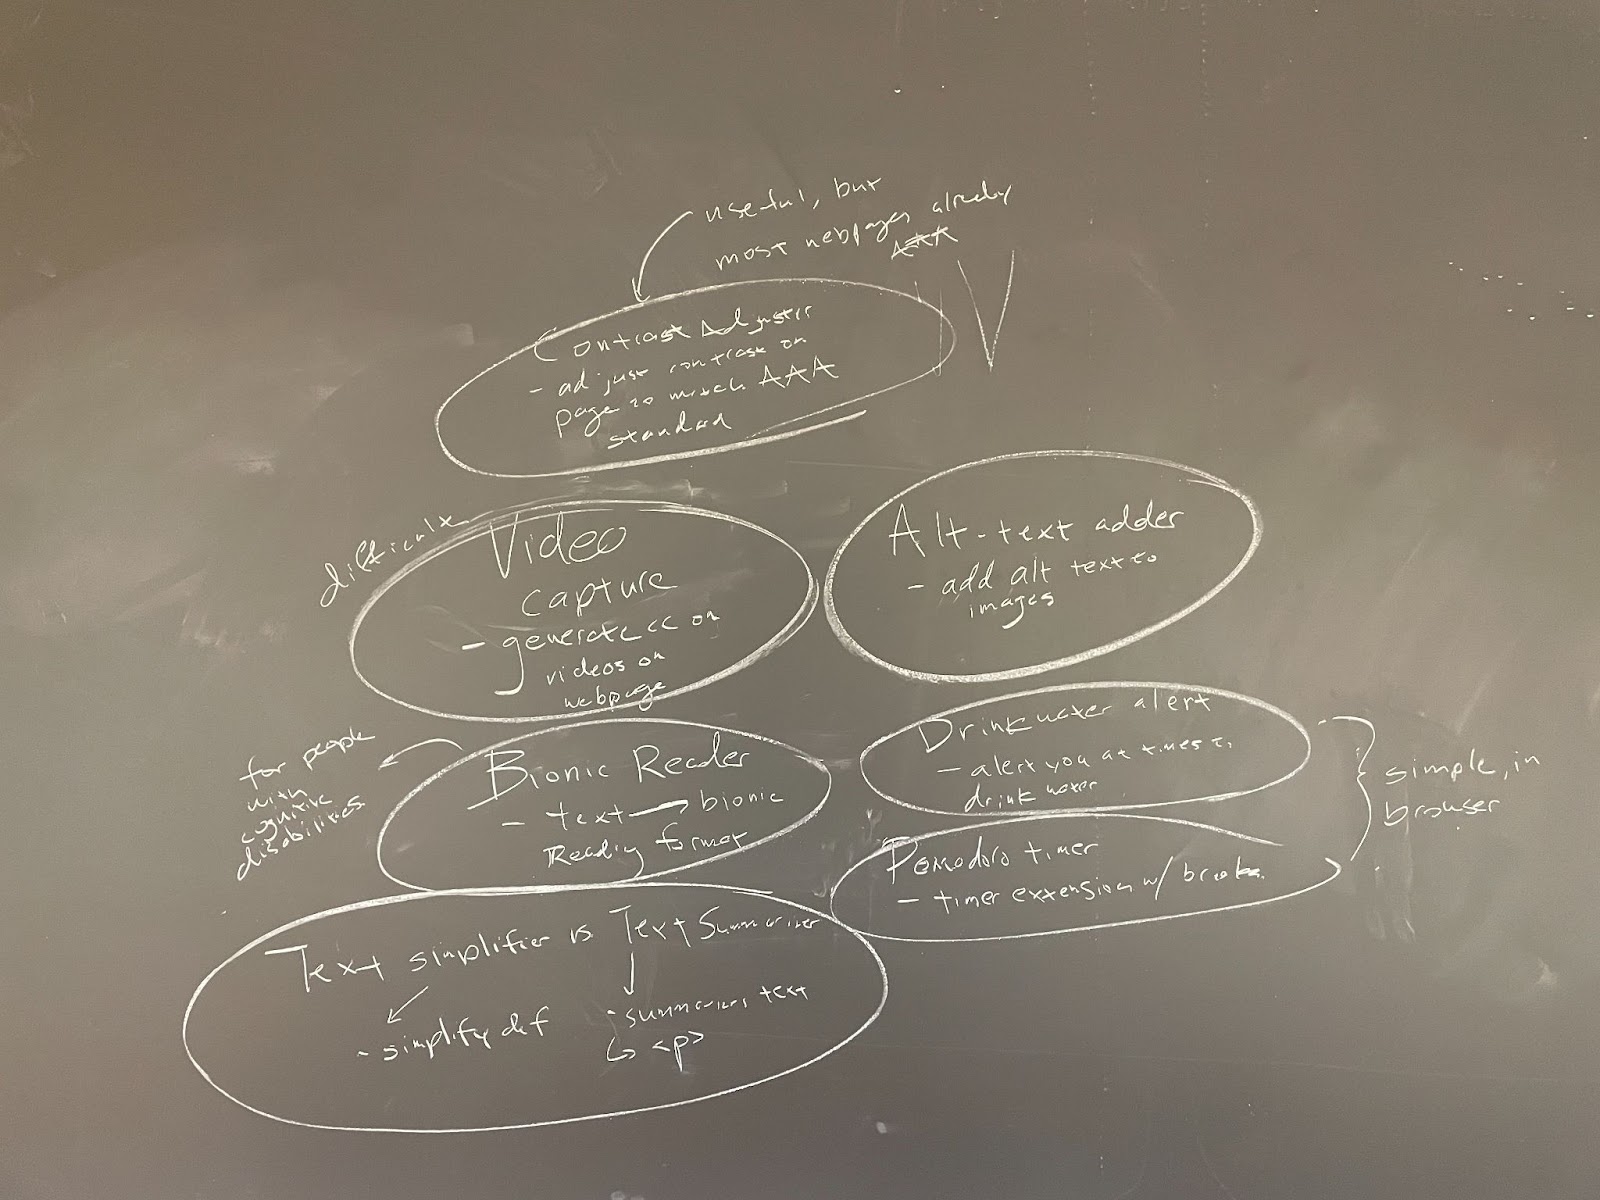 useful, but
most webpages already
AAA
Contrast Adjuster
- adjust contrast on
page to match AAA
standard
difficult
Video
capture
- generate cc on
videos on
webpage
Alt-text adder
- add alt text to
images
for people
with
cognitive
disabilities
Bionic Reader
- text → bionic
Reading format
Drink water alert
- alert you at times to
drink water
simple, in
browser
Pomodoro timer
- timer extension w/ breaks
Text simplifier vs Text Summarizer
- simplify def
- summarizes text
↳ <p>